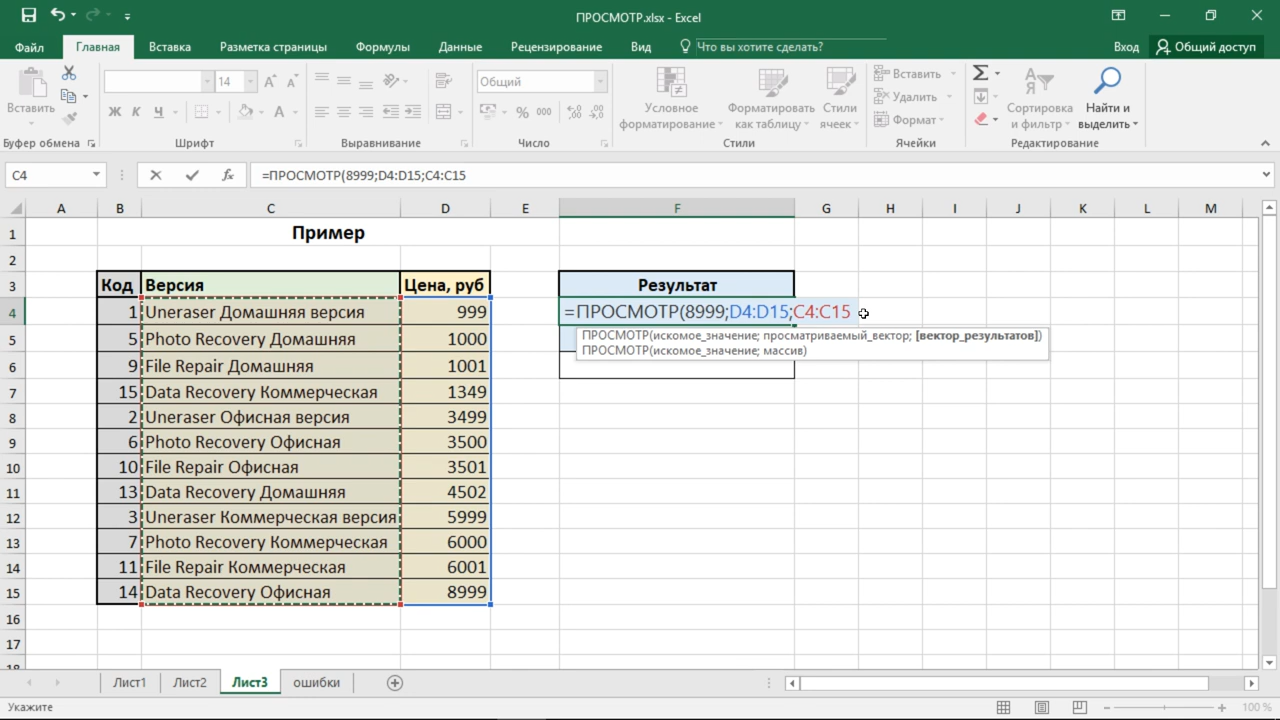 ПРОСМОТР.xlsx - Excel
Файл Главная Вставка Разметка страницы Формулы Данные Рецензирование Вид Что вы хотите сделать? Вход Общий доступ
Вставить
Буфер обмена
14
Ж К Ч
Шрифт
Выравнивание
Общий
% 000
Число
Условное форматирование
Форматировать как таблицу
Стили ячеек
Стили
Вставить
Удалить
Формат
Ячейки
Сортировка и фильтр
Найти и выделить
Редактирование
C4 fx =ПРОСМОТР(8999;D4:D15;C4:C15
A B C D E F G H I J K L M
1 Пример
2
3 Код Версия Цена, руб Результат
4 1 Uneraser Домашняя версия 999 =ПРОСМОТР(8999;D4:D15;C4:C15
ПРОСМОТР(искомое_значение; просматриваемый_вектор; [вектор_результатов])
ПРОСМОТР(искомое_значение; массив)
5 5 Photo Recovery Домашняя 1000
6 9 File Repair Домашняя 1001
7 15 Data Recovery Коммерческая 1349
8 2 Uneraser Офисная версия 3499
9 6 Photo Recovery Офисная 3500
10 10 File Repair Офисная 3501
11 13 Data Recovery Домашняя 4502
12 3 Uneraser Коммерческая версия 5999
13 7 Photo Recovery Коммерческая 6000
14 11 File Repair Коммерческая 6001
15 14 Data Recovery Офисная 8999
16
17
18
Лист1 Лист2 Лист3 ошибки
Укажите 100 %